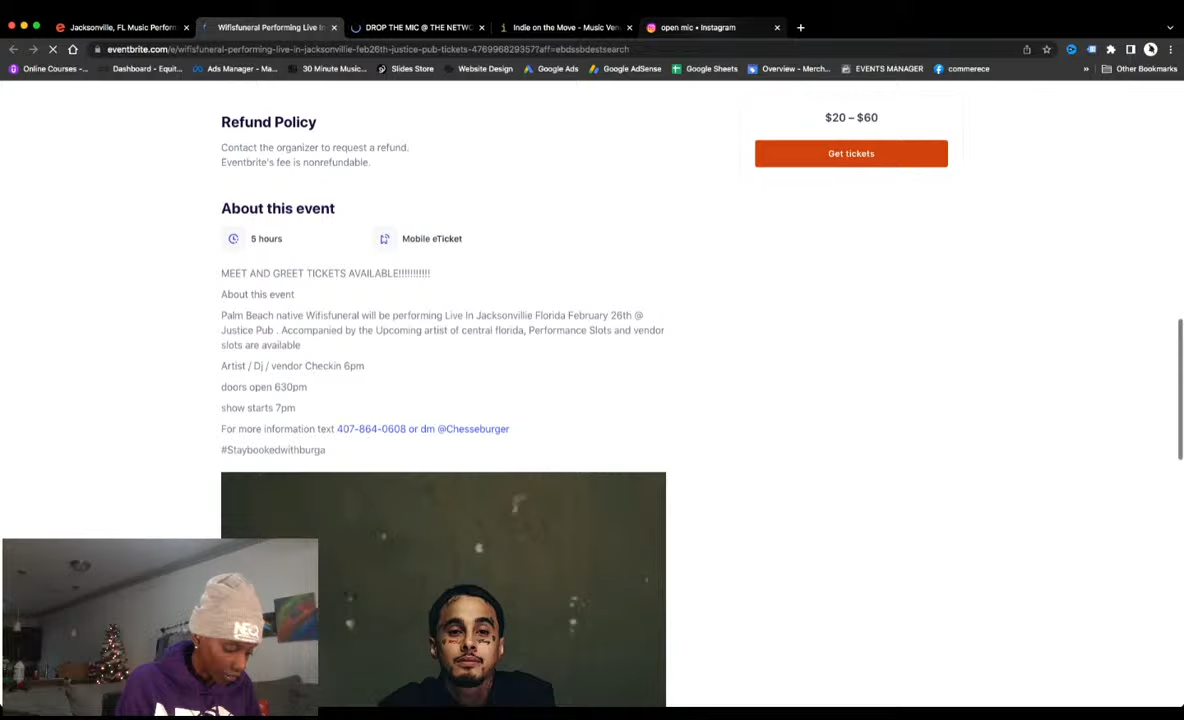 Jacksonville, FL Music Perform
Wifisfuneral Performing Live I
DROP THE MIC @ THE NETWO
Indie on the Move - Music Ven
open mic • Instagram
eventbrite.com/e/wifisfuneral-performing-live-in-jacksonvillie-feb26th-justice-pub-tickets-476996829357?aff=ebdssbdestsearch
Online Courses -...
Dashboard - Equit...
Ads Manager - Ma...
30 Minute Music...
Slides Store
Website Design
Google Ads
Google AdSense
Google Sheets
Overview - Merch...
EVENTS MANAGER
commerece
»
Other Bookmarks
Refund Policy
Contact the organizer to request a refund.
Eventbrite's fee is nonrefundable.
$20 – $60
Get tickets
About this event
5 hours
Mobile eTicket
MEET AND GREET TICKETS AVAILABLE!!!!!!!!!!!
About this event
Palm Beach native Wifisfuneral will be performing Live In Jacksonvillie Florida February 26th @
Justice Pub . Accompanied by the Upcoming artist of central florida, Performance Slots and vendor
slots are available
Artist / Dj / vendor Checkin 6pm
doors open 630pm
show starts 7pm
For more information text 407-864-0608 or dm @Chesseburger
#Staybookedwithburga
NEO